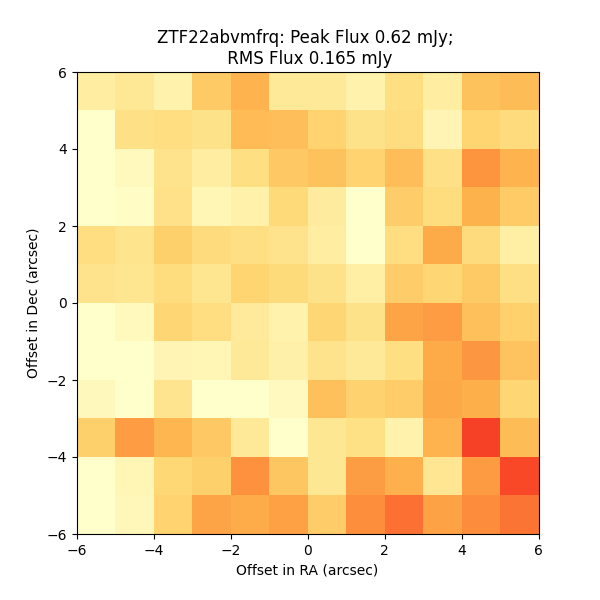 ZTF22abvmfrq: Peak Flux 0.62 mJy;
RMS Flux 0.165 mJy
6
4
2
0
−2
−4
−6
Offset in Dec (arcsec)
−6 −4 −2 0 2 4 6
Offset in RA (arcsec)